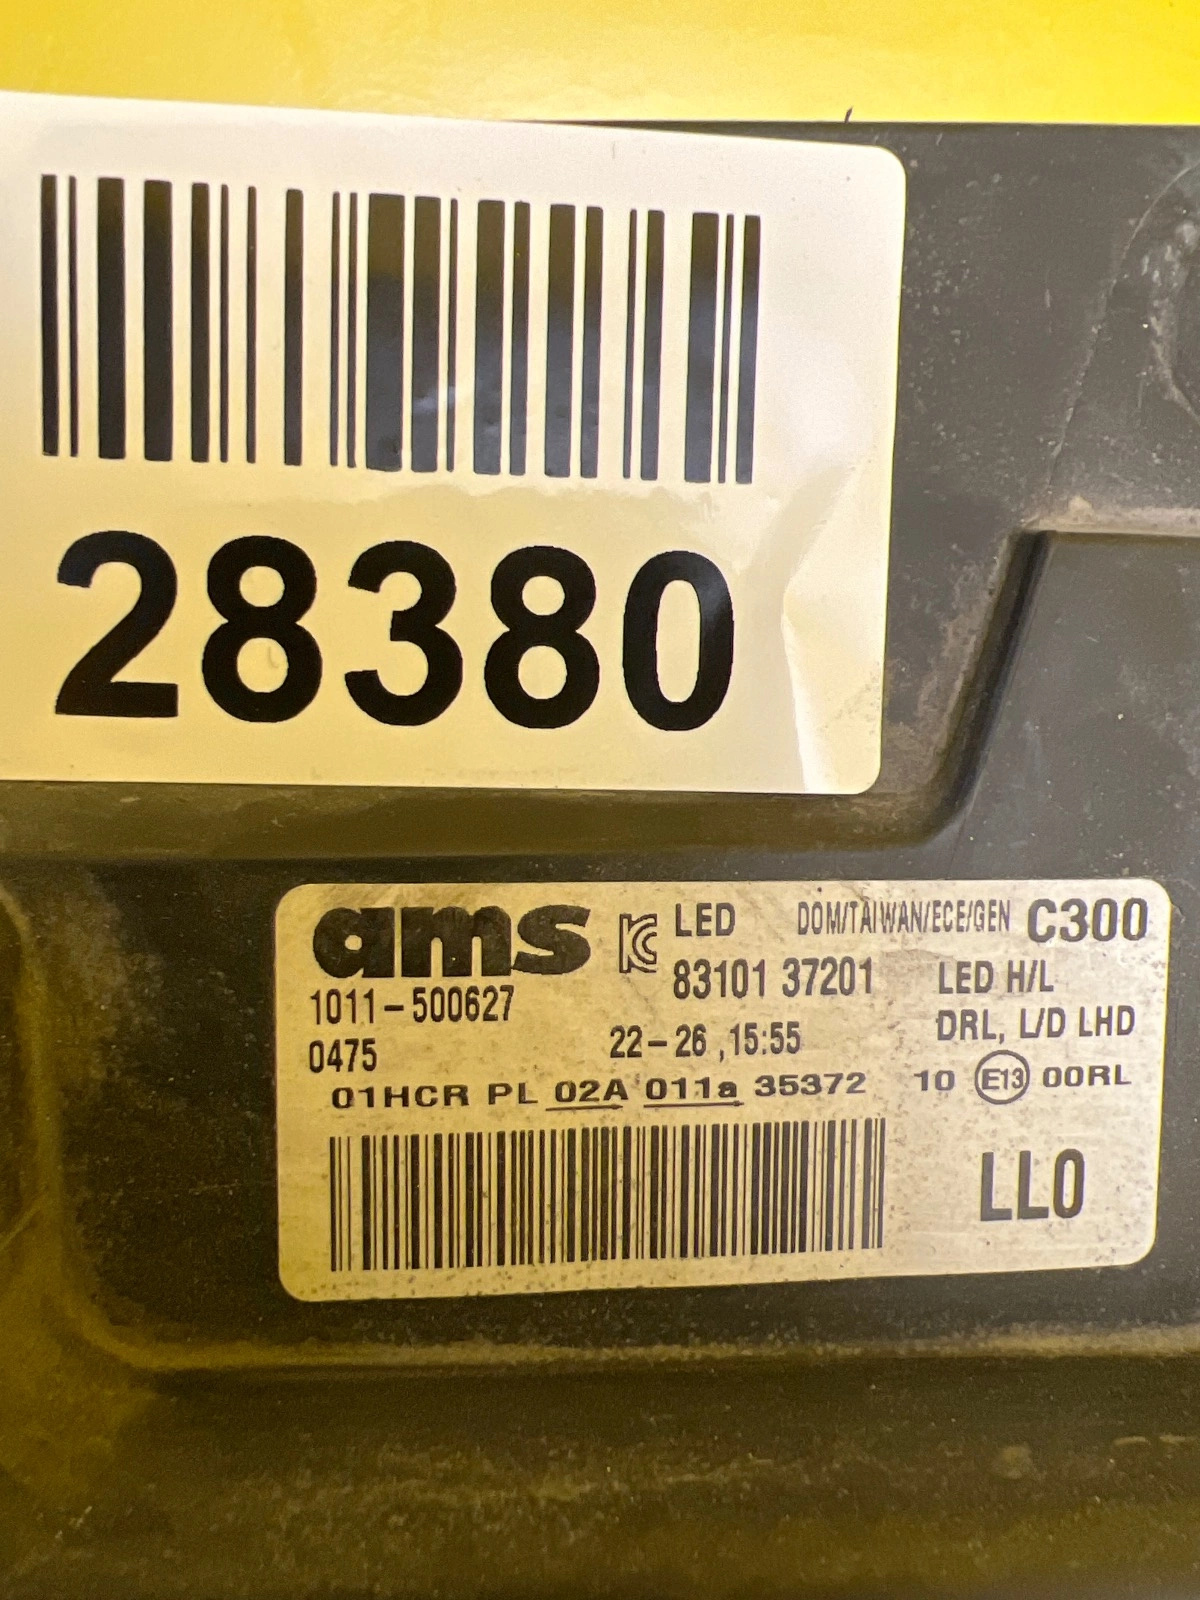 28380
ams KC LED DOM/TAIWAN/ECE/GEN C300
83101 37201 LED H/L
1011-500627
0475 22-26 ,15:55 DRL, L/D LHD
01HCR PL 02A 011a 35372 10 E13 00RL
LL0